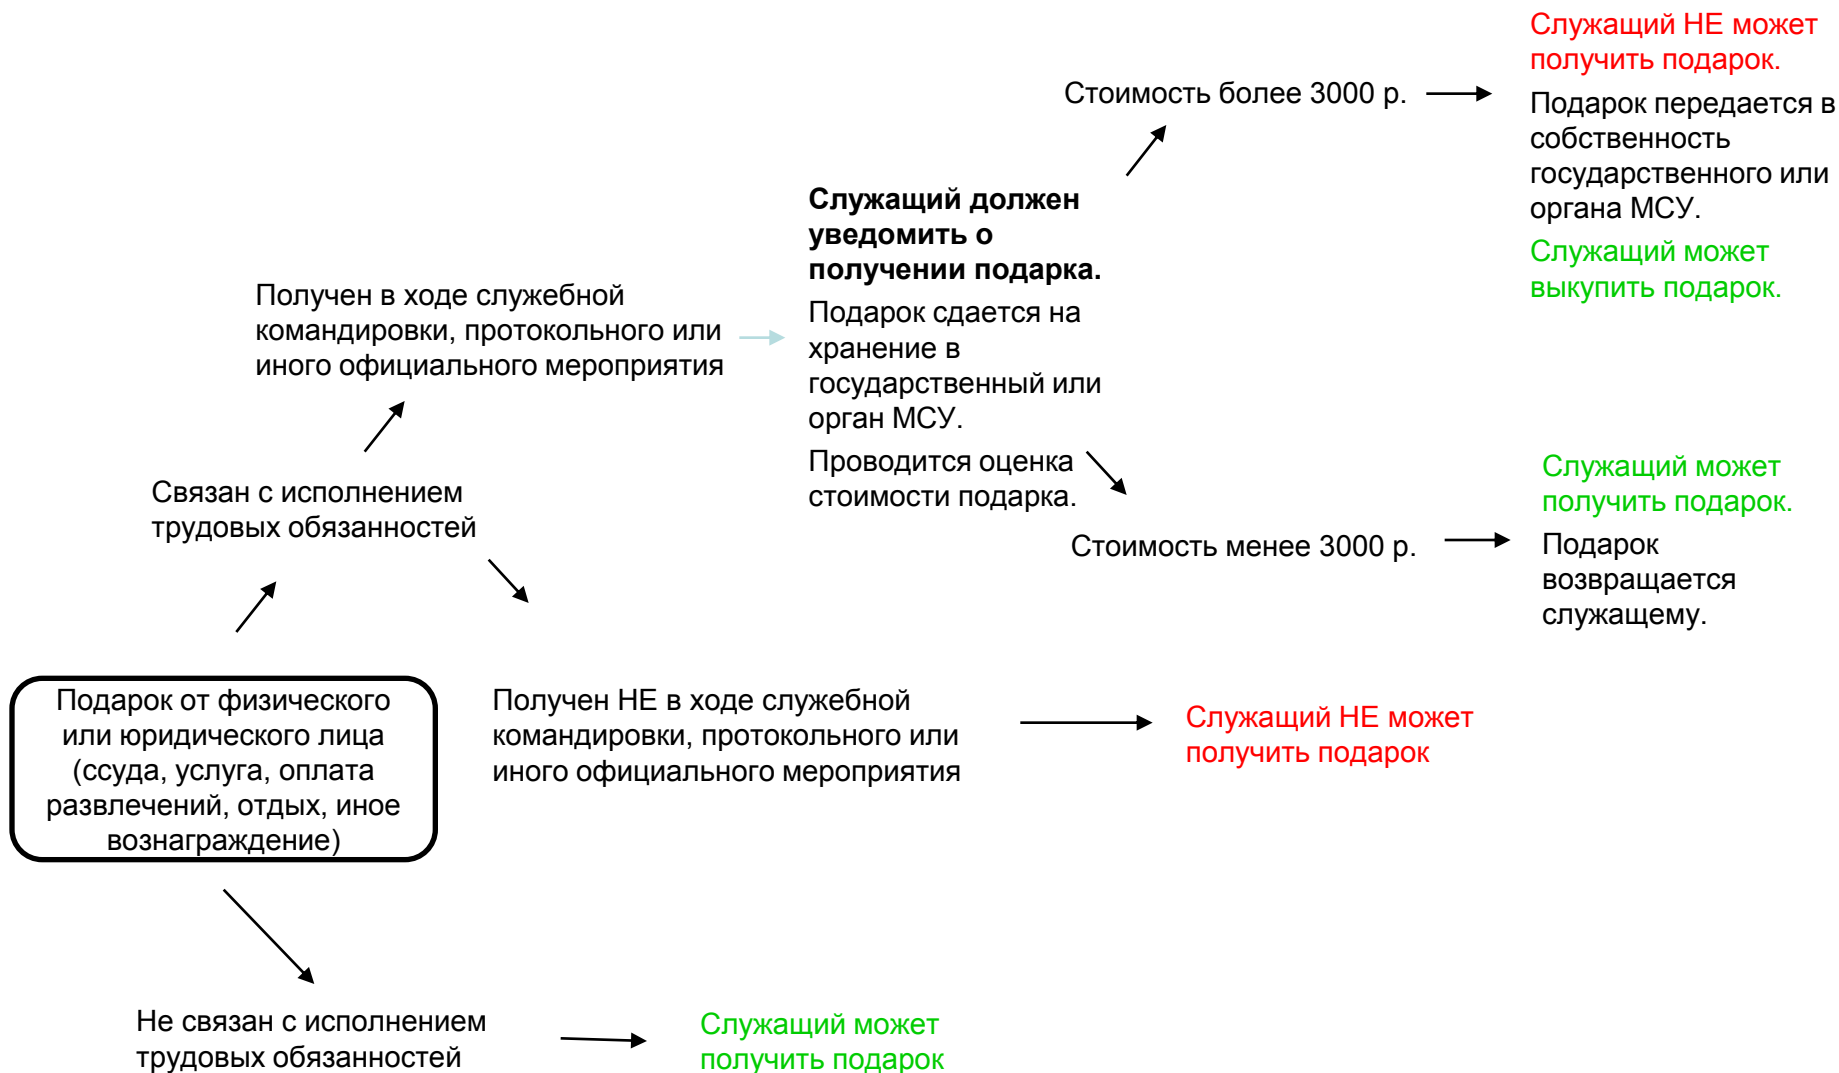 Служащий НЕ может
получить подарок.
Стоимость более 3000 р.
Подарок передается в
собственность
государственного или
органа МСУ.
Служащий может
выкупить подарок.
Служащий должен
уведомить о
получении подарка.
Подарок сдается на
хранение в
государственный или
орган МСУ.
Проводится оценка
стоимости подарка.
Получен в ходе служебной
командировки, протокольного или
иного официального мероприятия
Связан с исполнением
трудовых обязанностей
Стоимость менее 3000 р.
Служащий может
получить подарок.
Подарок
возвращается
служащему.
Подарок от физического
или юридического лица
(ссуда, услуга, оплата
развлечений, отдых, иное
вознаграждение)
Получен НЕ в ходе служебной
командировки, протокольного или
иного официального мероприятия
Служащий НЕ может
получить подарок
Не связан с исполнением
трудовых обязанностей
Служащий может
получить подарок